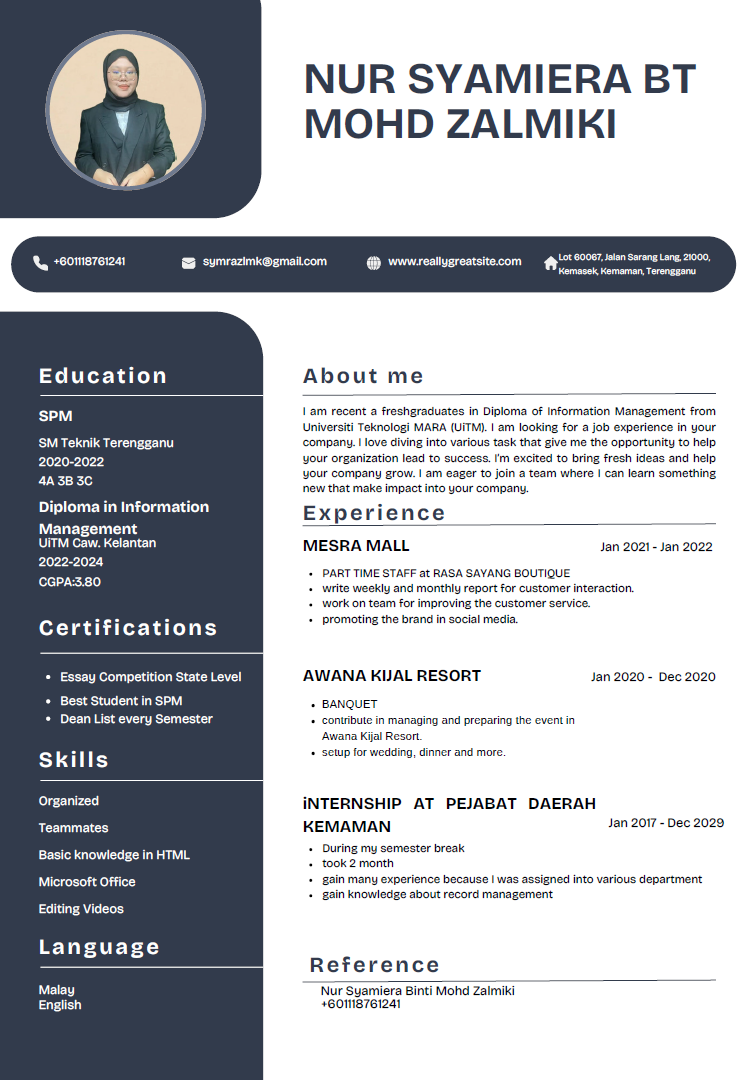 NUR SYAMIERA BT
MOHD ZALMIKI
+601118761241
symrazlmk@gmail.com
www.reallygreatsite.com
Lot 60067, Jalan Sarang Lang, 21000,
Kemasek, Kemaman, Terengganu
Education
SPM
SM Teknik Terengganu
2020-2022
4A 3B 3C
Diploma in Information
Management
UiTM Caw. Kelantan
2022-2024
CGPA:3.80
Certifications
• Essay Competition State Level
• Best Student in SPM
• Dean List every Semester
Skills
Organized
Teammates
Basic knowledge in HTML
Microsoft Office
Editing Videos
Language
Malay
English
About me
I am recent a freshgraduates in Diploma of Information Management from
Universiti Teknologi MARA (UiTM). I am looking for a job experience in your
company. I love diving into various task that give me the opportunity to help
your organization lead to success. I'm excited to bring fresh ideas and help
your company grow. I am eager to join a team where I can learn something
new that make impact into your company.
Experience
MESRA MALL
Jan 2021 - Jan 2022
• PART TIME STAFF at RASA SAYANG BOUTIQUE
• write weekly and monthly report for customer interaction.
• work on team for improving the customer service.
• promoting the brand in social media.
AWANA KIJAL RESORT
Jan 2020 - Dec 2020
• BANQUET
• contribute in managing and preparing the event in
Awana Kijal Resort.
• setup for wedding, dinner and more.
iNTERNSHIP AT PEJABAT DAERAH
KEMAMAN
Jan 2017 - Dec 2029
• During my semester break
• took 2 month
• gain many experience because I was assigned into various department
• gain knowledge about record management
Reference
Nur Syamiera Binti Mohd Zalmiki
+601118761241